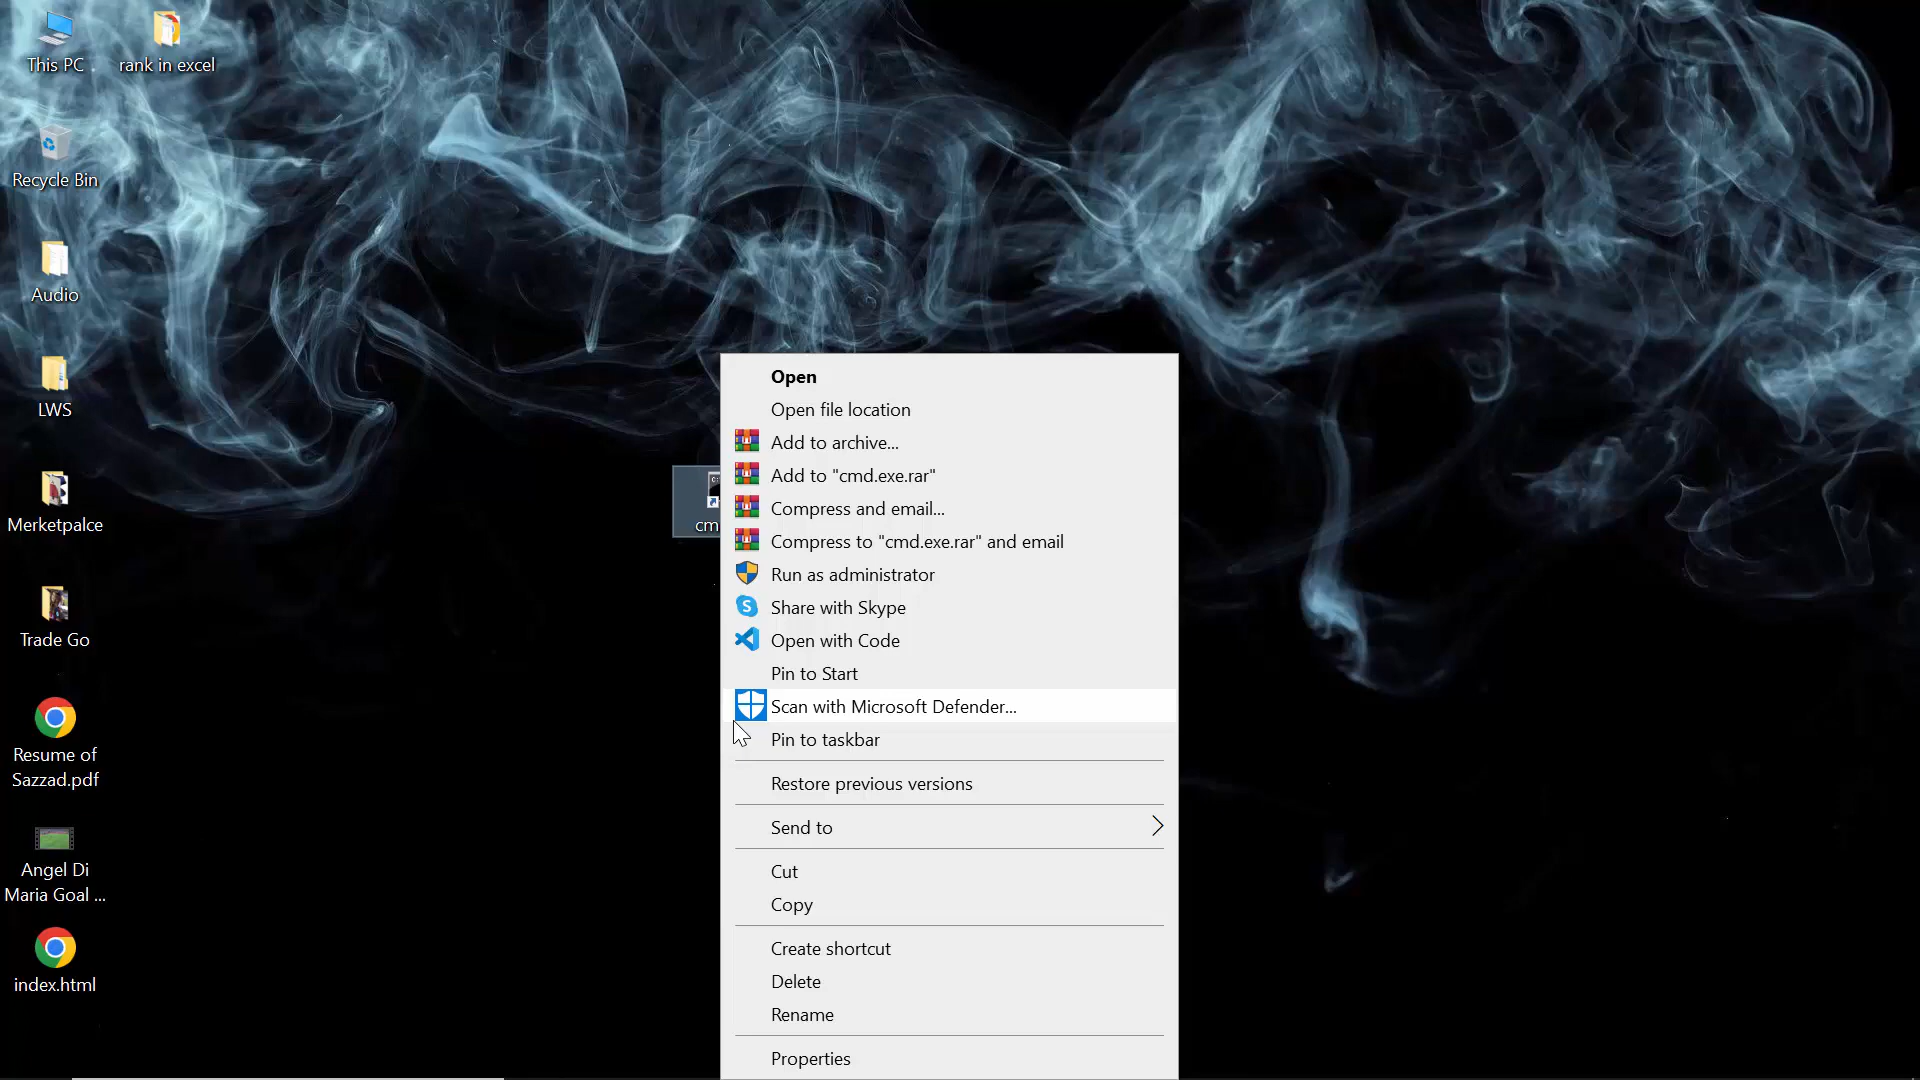 This PC
rank in excel
Recycle Bin
Audio
LWS
Merketpalce
Trade Go
Resume of
Sazzad.pdf
Angel Di
Maria Goal ...
index.html
cm
Open
Open file location
Add to archive...
Add to "cmd.exe.rar"
Compress and email...
Compress to "cmd.exe.rar" and email
Run as administrator
Share with Skype
Open with Code
Pin to Start
Scan with Microsoft Defender...
Pin to taskbar
Restore previous versions
Send to
Cut
Copy
Create shortcut
Delete
Rename
Properties